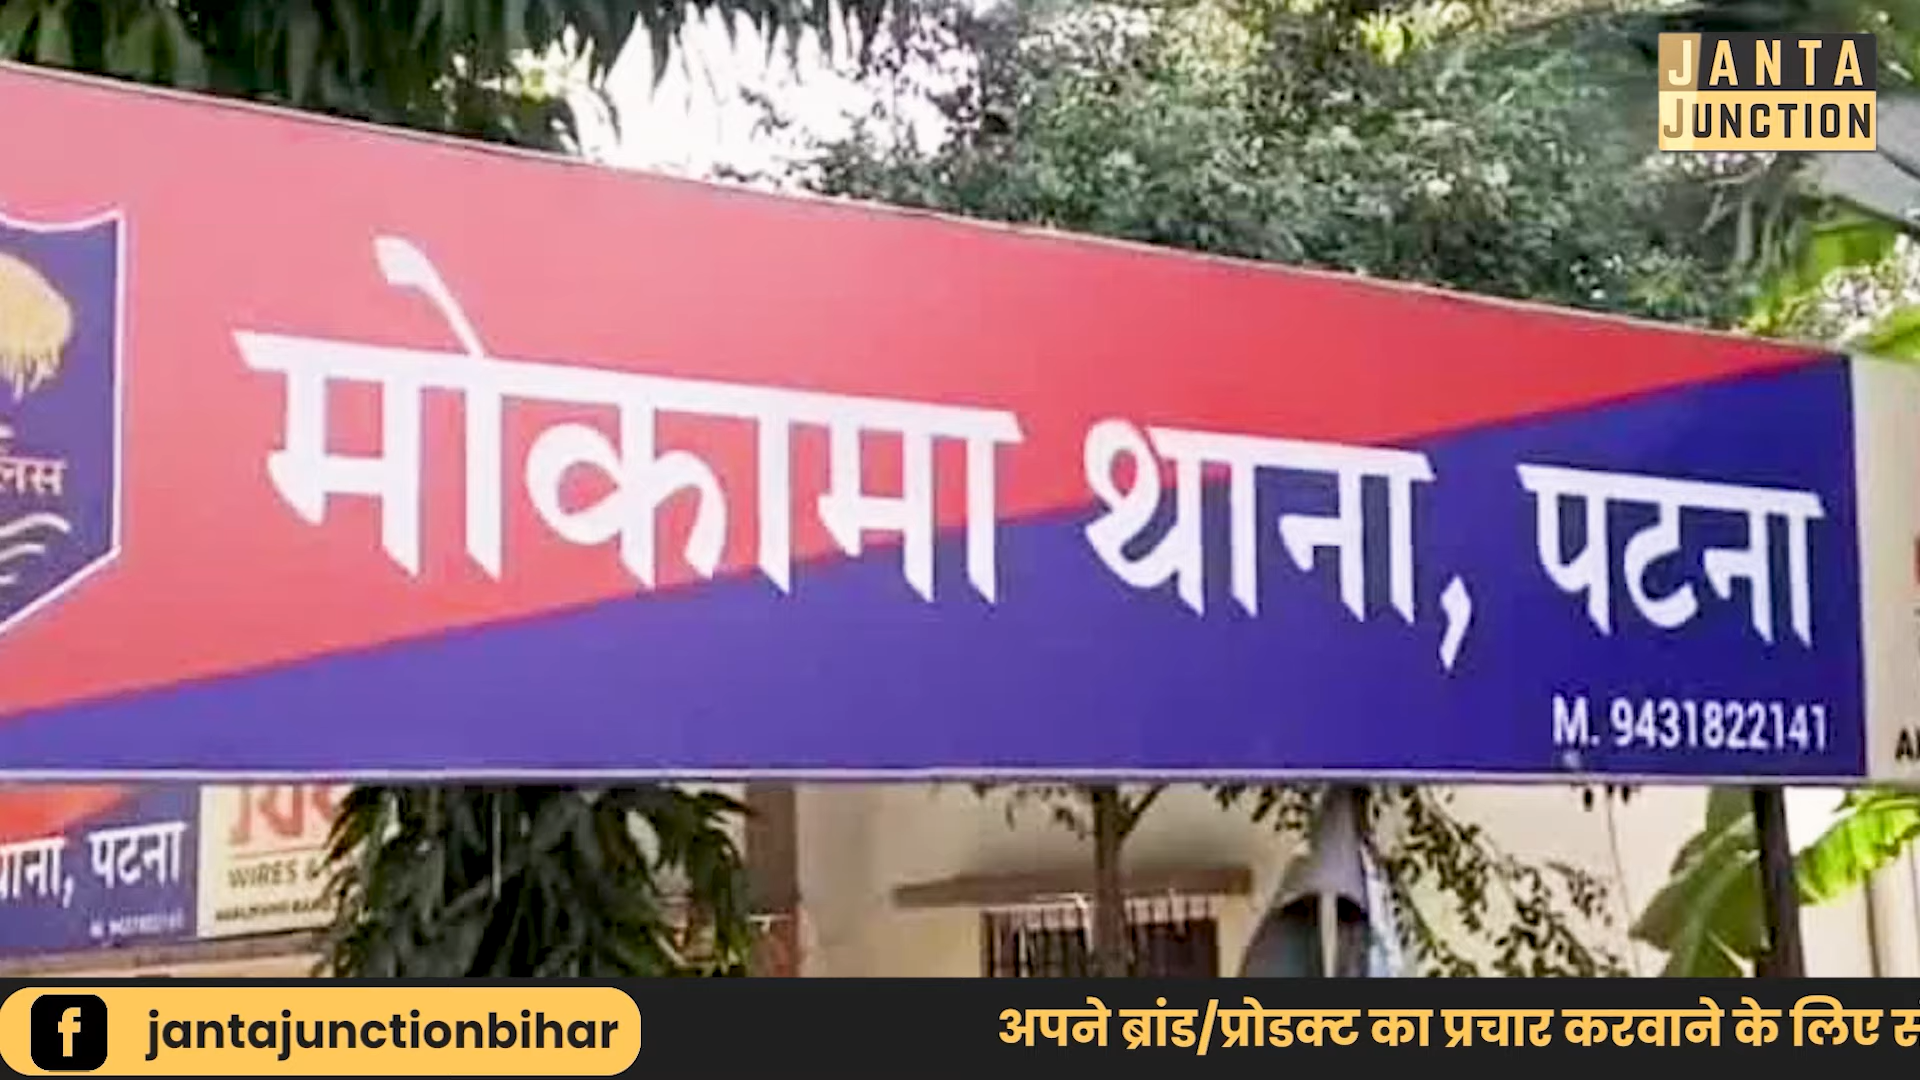 JANTA
JUNCTION
मोकामा थाना, पटना
M. 9431822141
थाना, पटना
WIRES &
jantajunctionbihar
अपने ब्रांड/प्रोडक्ट का प्रचार करवाने के लिए